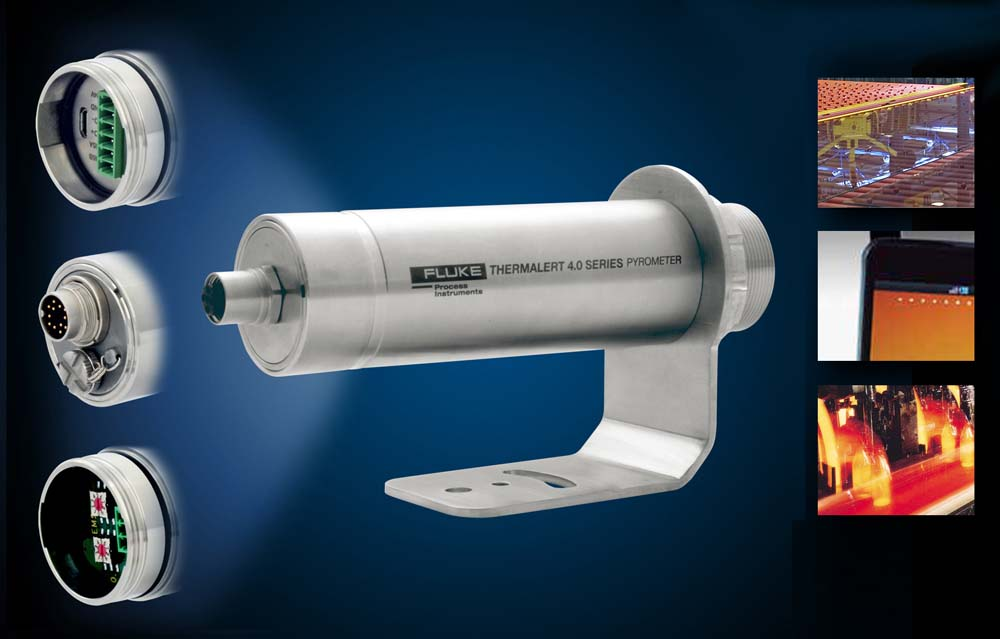 FLUKE
Process
Instruments
THERMALERT 4.0 SERIES PYROMETER